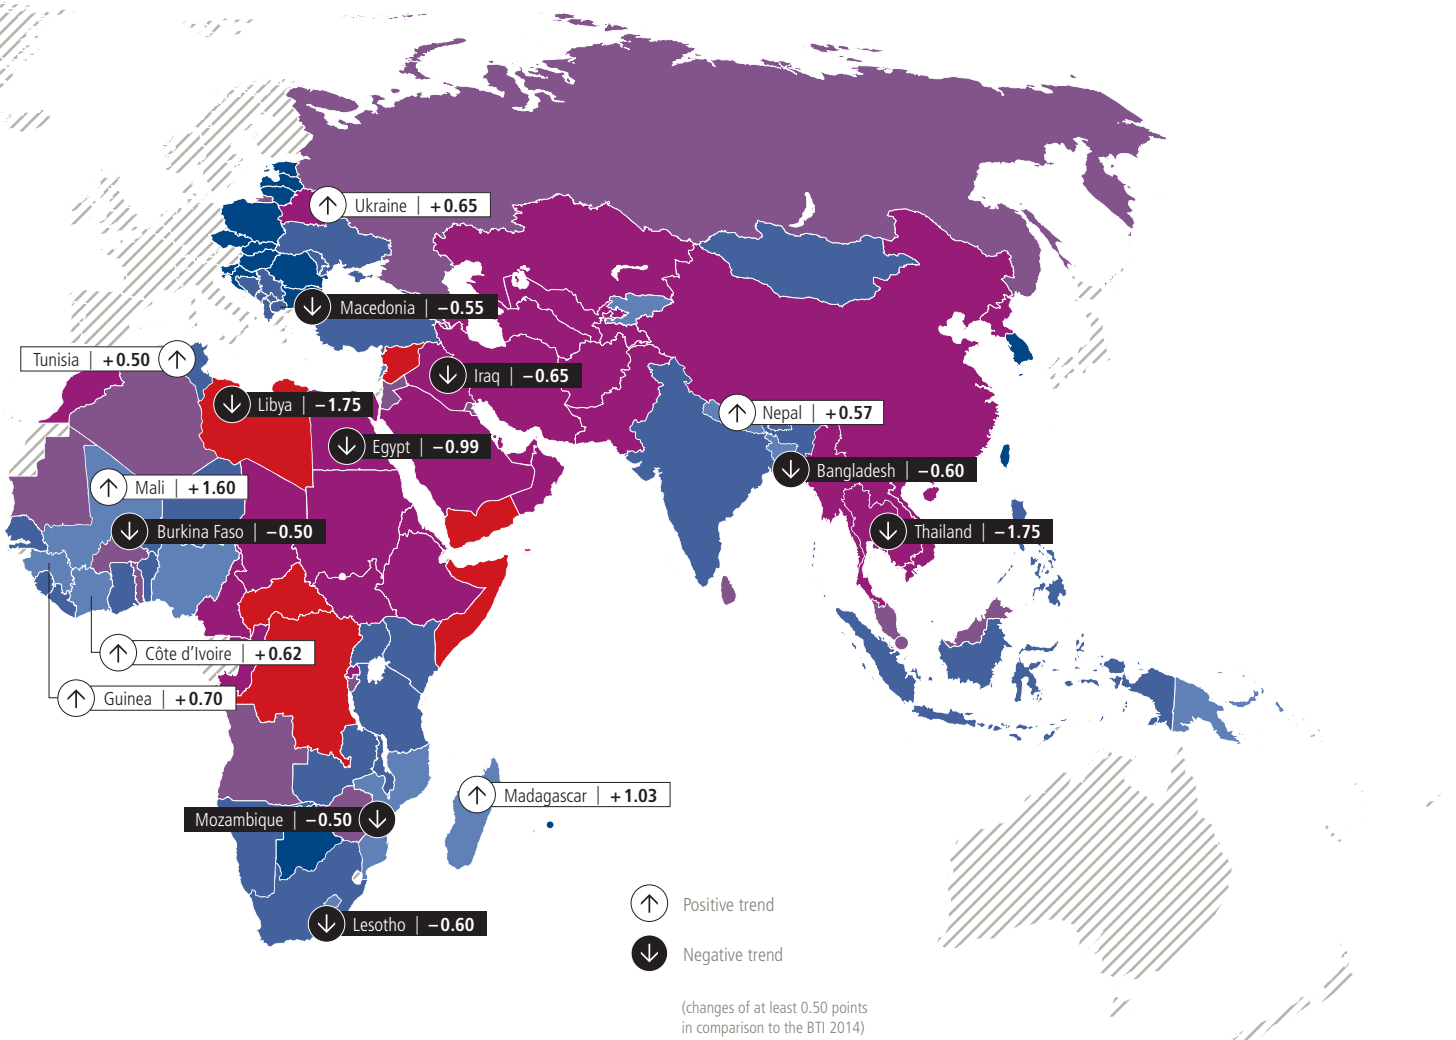 Ukraine | +0.65
Macedonia | −0.55
Tunisia | +0.50
Iraq | −0.65
Libya | −1.75
Nepal | +0.57
Egypt | −0.99
Bangladesh | −0.60
Mali | +1.60
Burkina Faso | −0.50
Thailand | −1.75
Côte d’Ivoire | +0.62
Guinea | +0.70
Madagascar | +1.03
Mozambique | −0.50
Lesotho | −0.60
Positive trend
Negative trend
(changes of at least 0.50 points
in comparison to the BTI 2014)